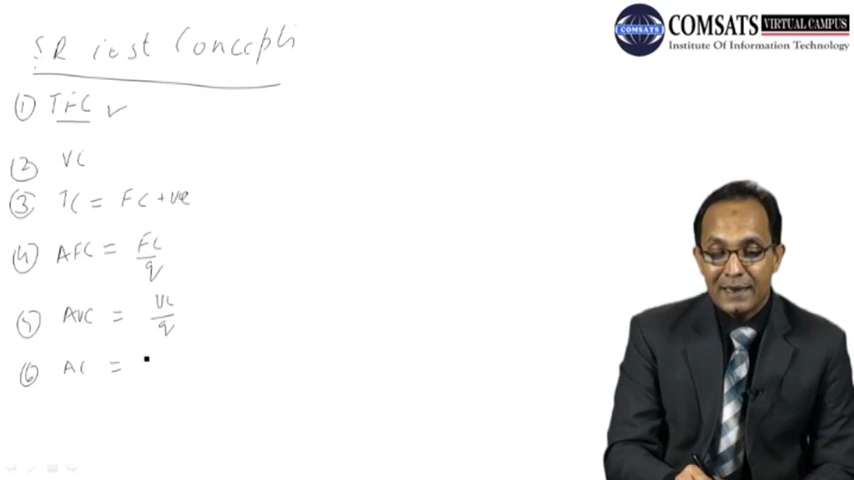 COMSATS VIRTUAL CAMPUS
Institute Of Information Technology
COMSATS
SR cost Concepts
① TFC ✓
② VC
③ TC = FC + VC
④ AFC = FC/q
⑤ AVC = VC/q
⑥ AC =